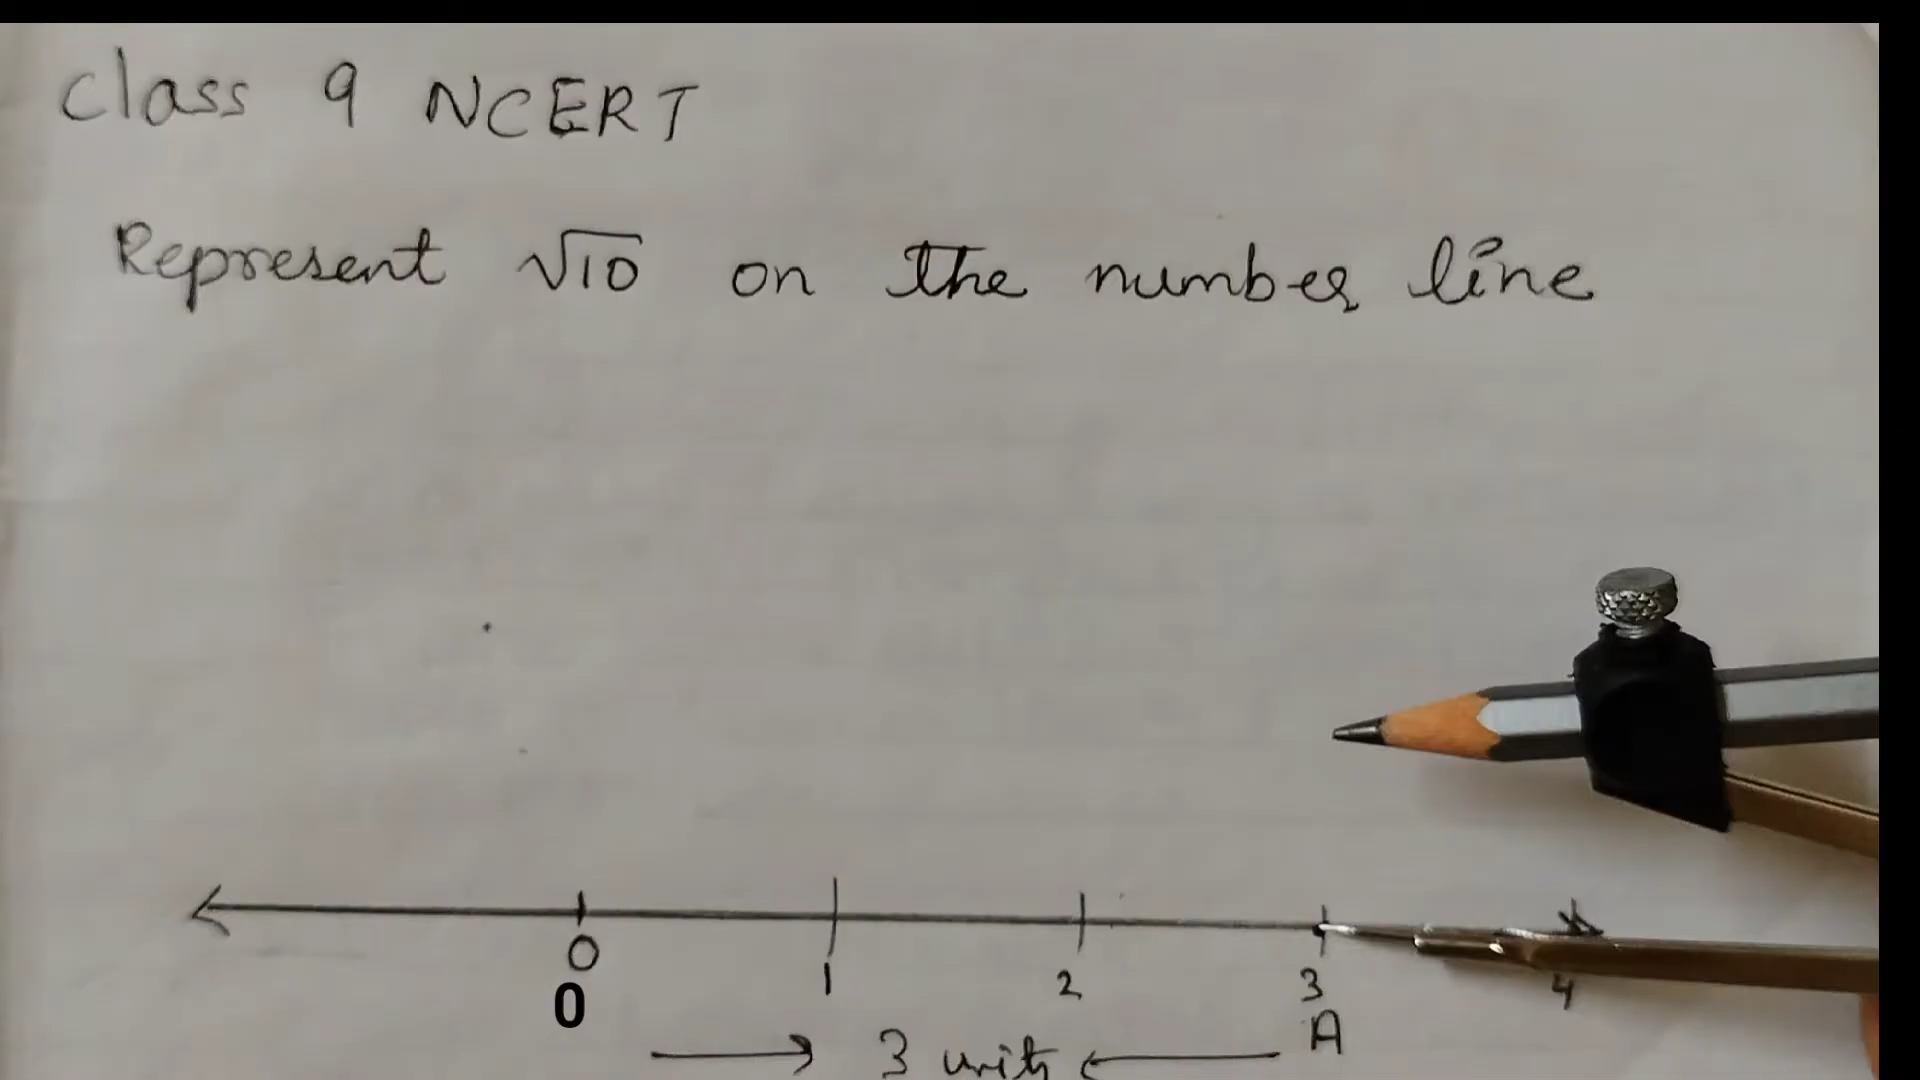 Class 9 NCERT
Represent √10 on the number line
0 1 2 3 4
0 A
3 units